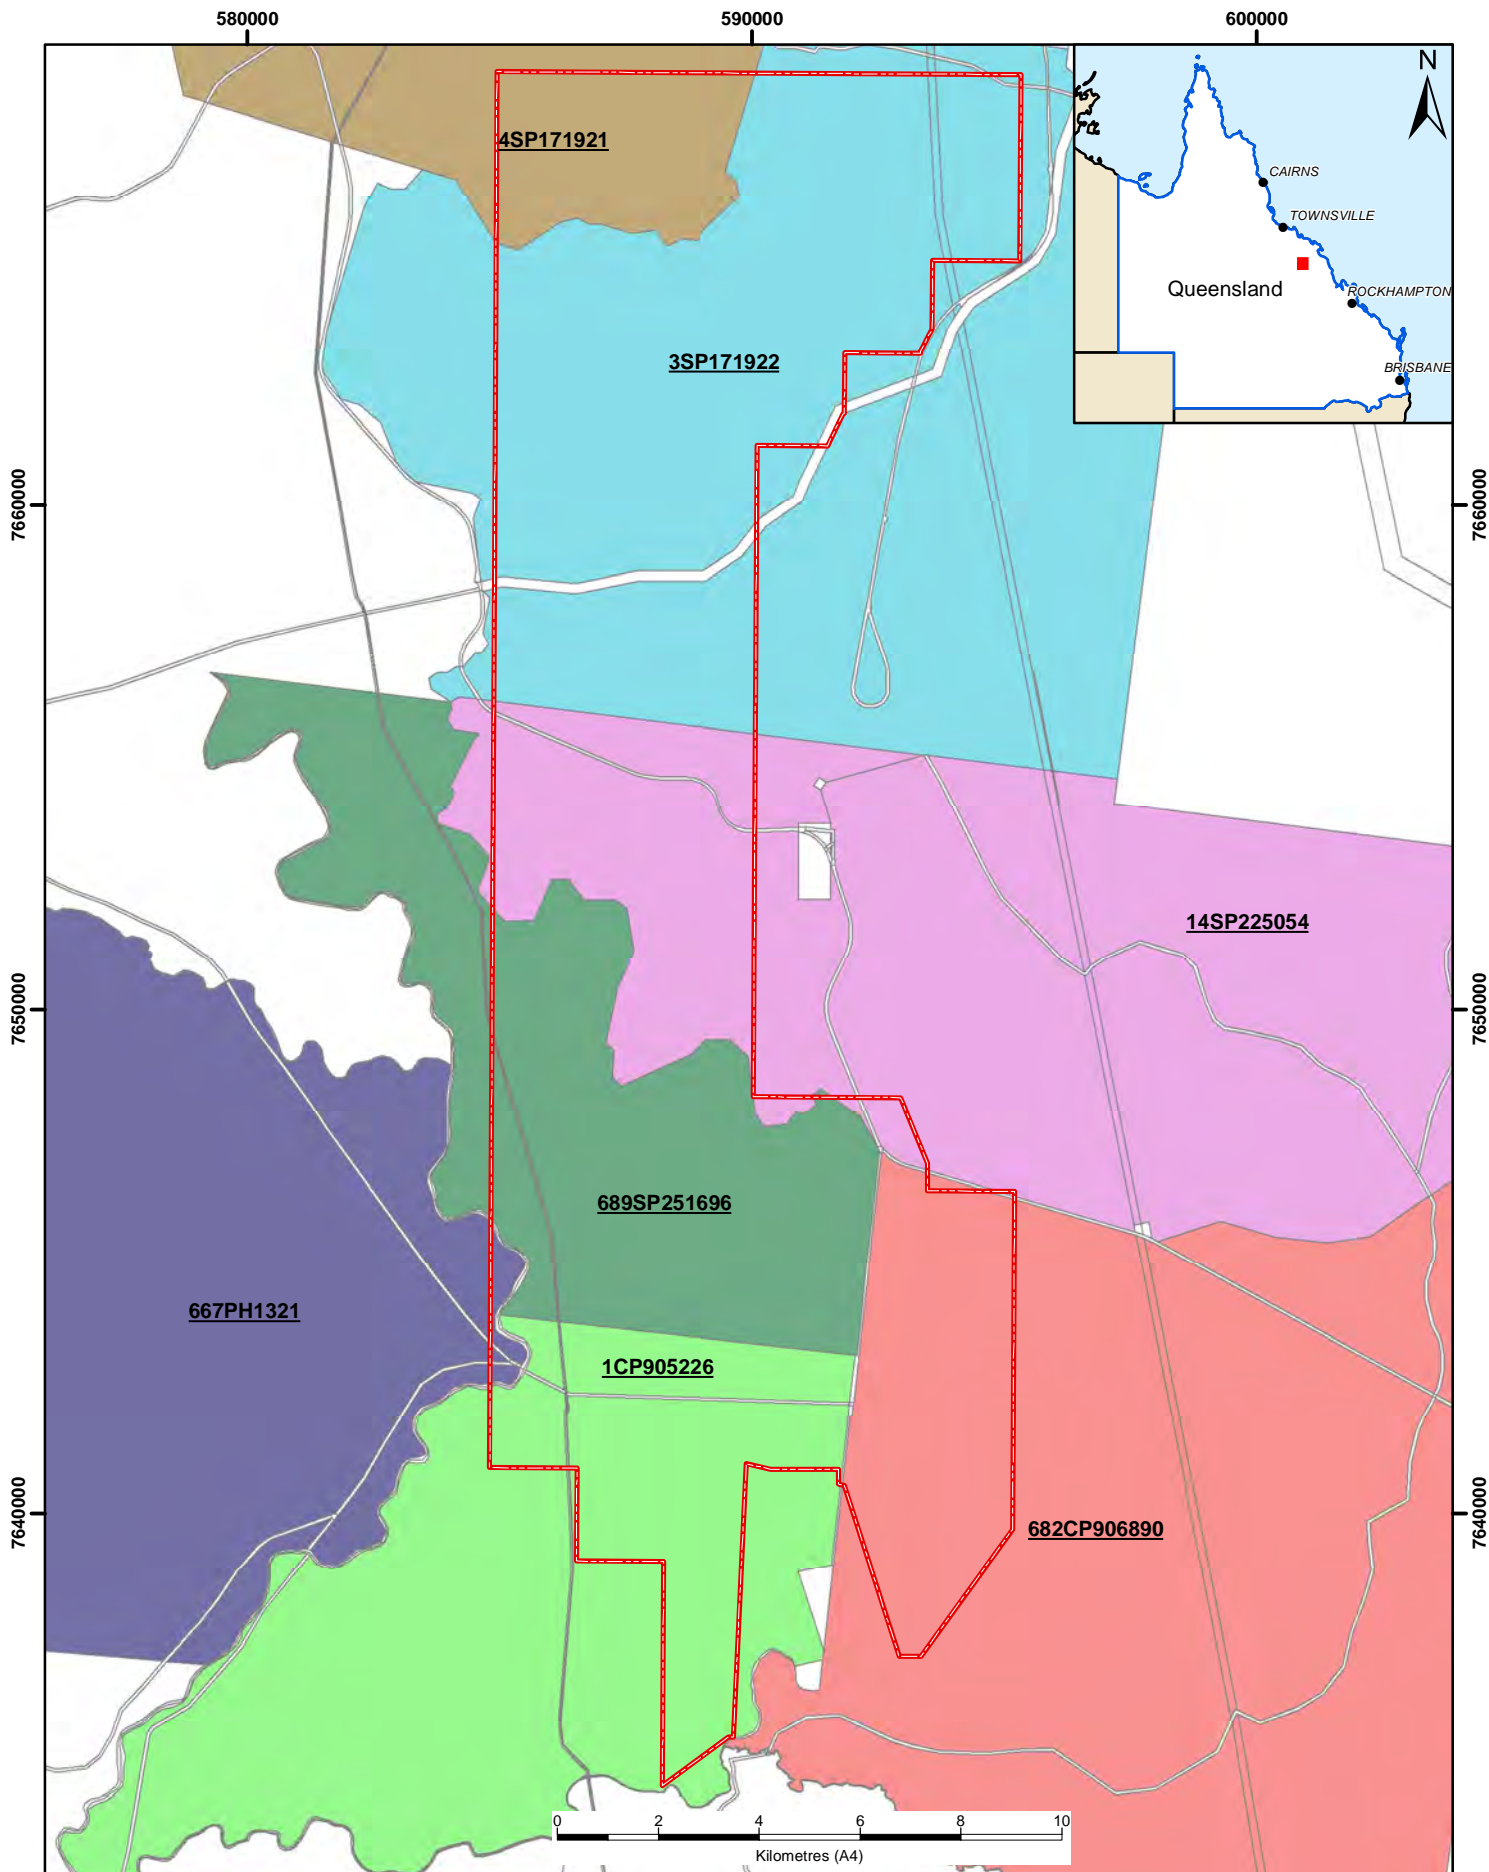 580000
590000
600000
N
4SP171921
CAIRNS
TOWNSVILLE
Queensland
ROCKHAMPTON
3SP171922
BRISBANE
7660000
7660000
14SP225054
7650000
7650000
689SP251696
667PH1321
1CP905226
7640000
7640000
682CP906890
0 2 4 6 8 10
Kilometres (A4)